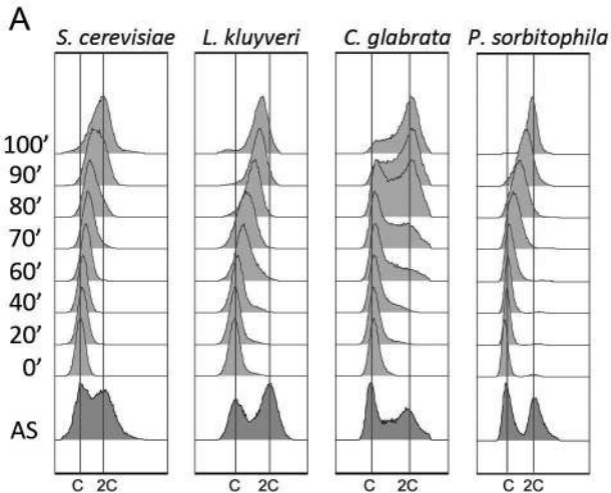 A
S. cerevisiae L. kluyveri C. glabrata P. sorbitophila
100’
90’
80’
70’
60’
40’
20’
0’
AS
C 2C C 2C C 2C C 2C